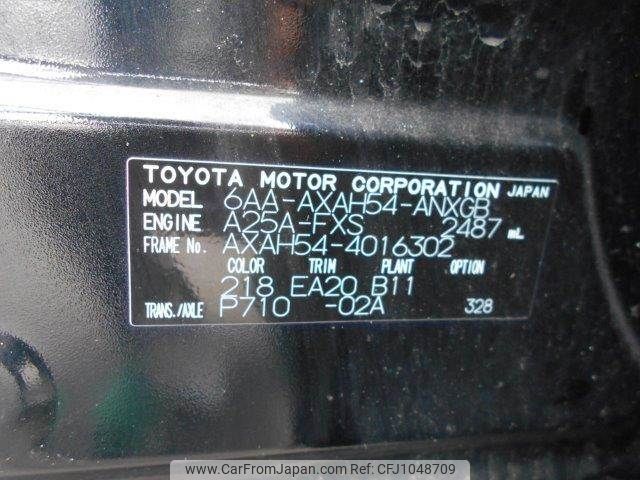 TOYOTA MOTOR CORPORATION JAPAN
MODEL 6AA-AXAH54-ANXGB
ENGINE A25A-FXS 2487 mL
FRAME No. AXAH54-4016302
COLOR TRIM PLANT OPTION
218 EA20 B11
TRANS./AXLE P710 -02A 328
www.CarFromJapan.com CarFromJapan: CFJ1048709